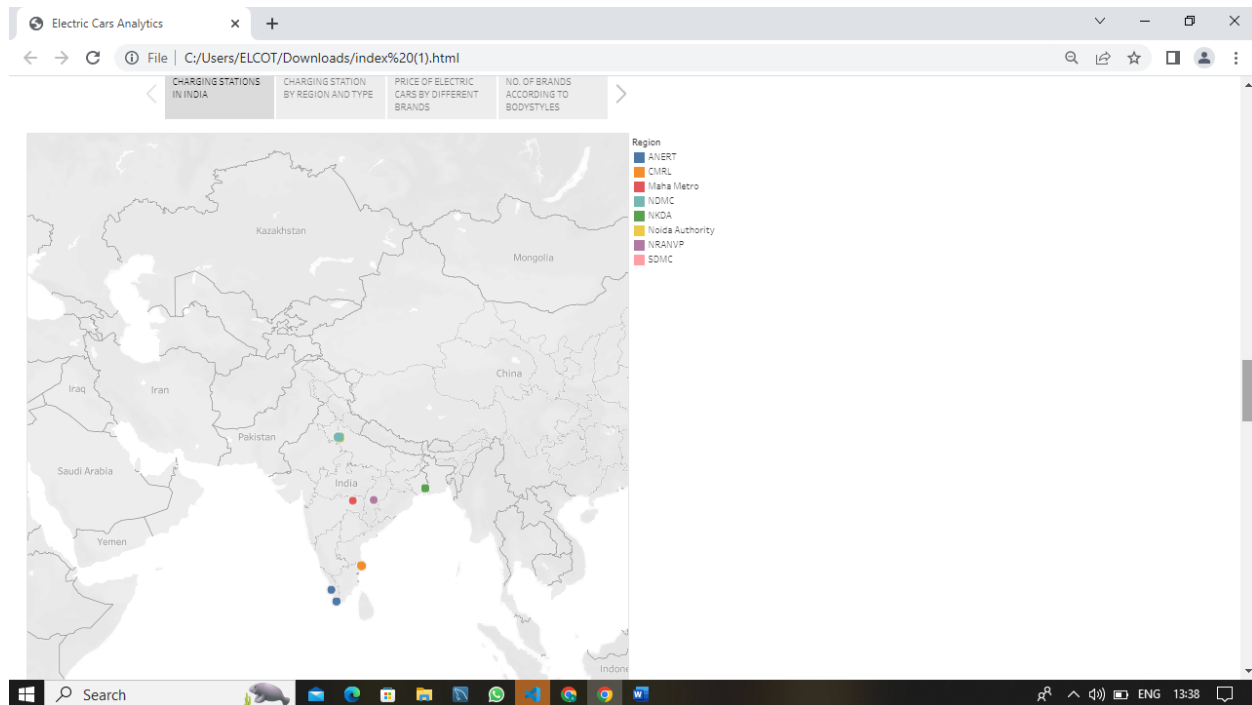 Electric Cars Analytics
File
C:/Users/ELCOT/Downloads/index%20(1).html
CHARGING STATIONS
IN INDIA
CHARGING STATION
BY REGION AND TYPE
PRICE OF ELECTRIC
CARS BY DIFFERENT
BRANDS
NO. OF BRANDS
ACCORDING TO
BODYSTYLES
Region
ANERT
CMRL
Maha Metro
NDMC
NKDA
Noida Authority
NRANVP
SDMC
Kazakhstan
Mongolia
China
Iraq
Iran
Pakistan
Saudi Arabia
India
Yemen
Indone
Search
ENG
13:38